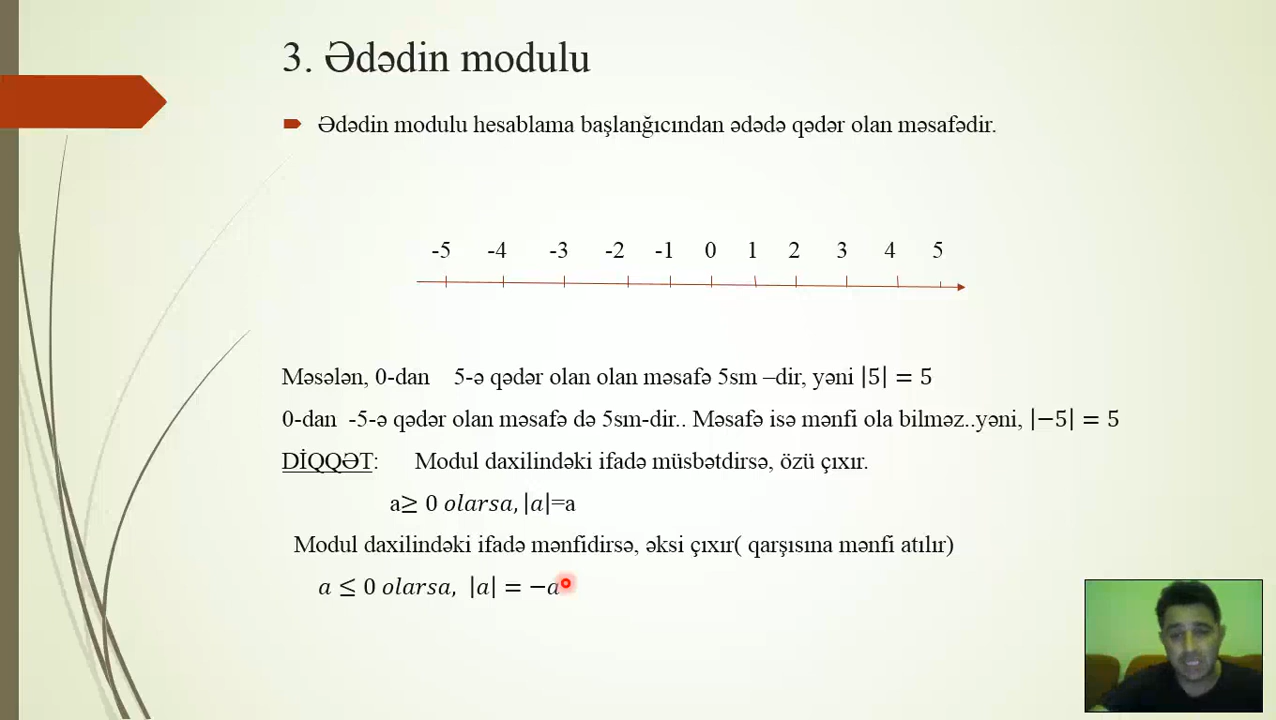 3. Ədədin modulu
Ədədin modulu hesablama başlanğıcından ədədə qədər olan məsafədir.
-5 -4 -3 -2 -1 0 1 2 3 4 5
Məsələn, 0-dan 5-ə qədər olan olan məsafə 5sm –dir, yəni |5| = 5
0-dan -5-ə qədər olan məsafə də 5sm-dir.. Məsafə isə mənfi ola bilməz..yəni, |−5| = 5
DİQQƏT: Modul daxilindəki ifadə müsbətdirsə, özü çıxır.
a≥ 0 olarsa, |a|=a
Modul daxilindəki ifadə mənfidirsə, əksi çıxır( qarşısına mənfi atılır)
a ≤ 0 olarsa, |a| = −a